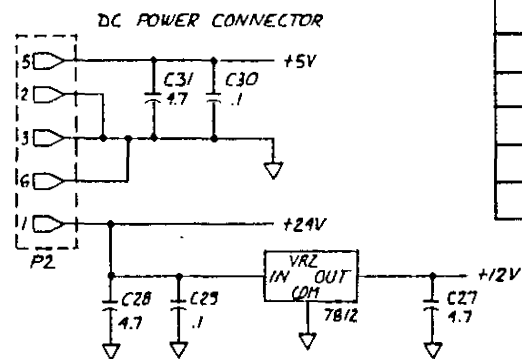 DC POWER CONNECTOR
5
+5V
C31
4.7
C30
.1
2
3
6
1
+24V
P2
VR2
IN
OUT
COM
7812
+12V
C28
4.7
C29
.1
C27
4.7